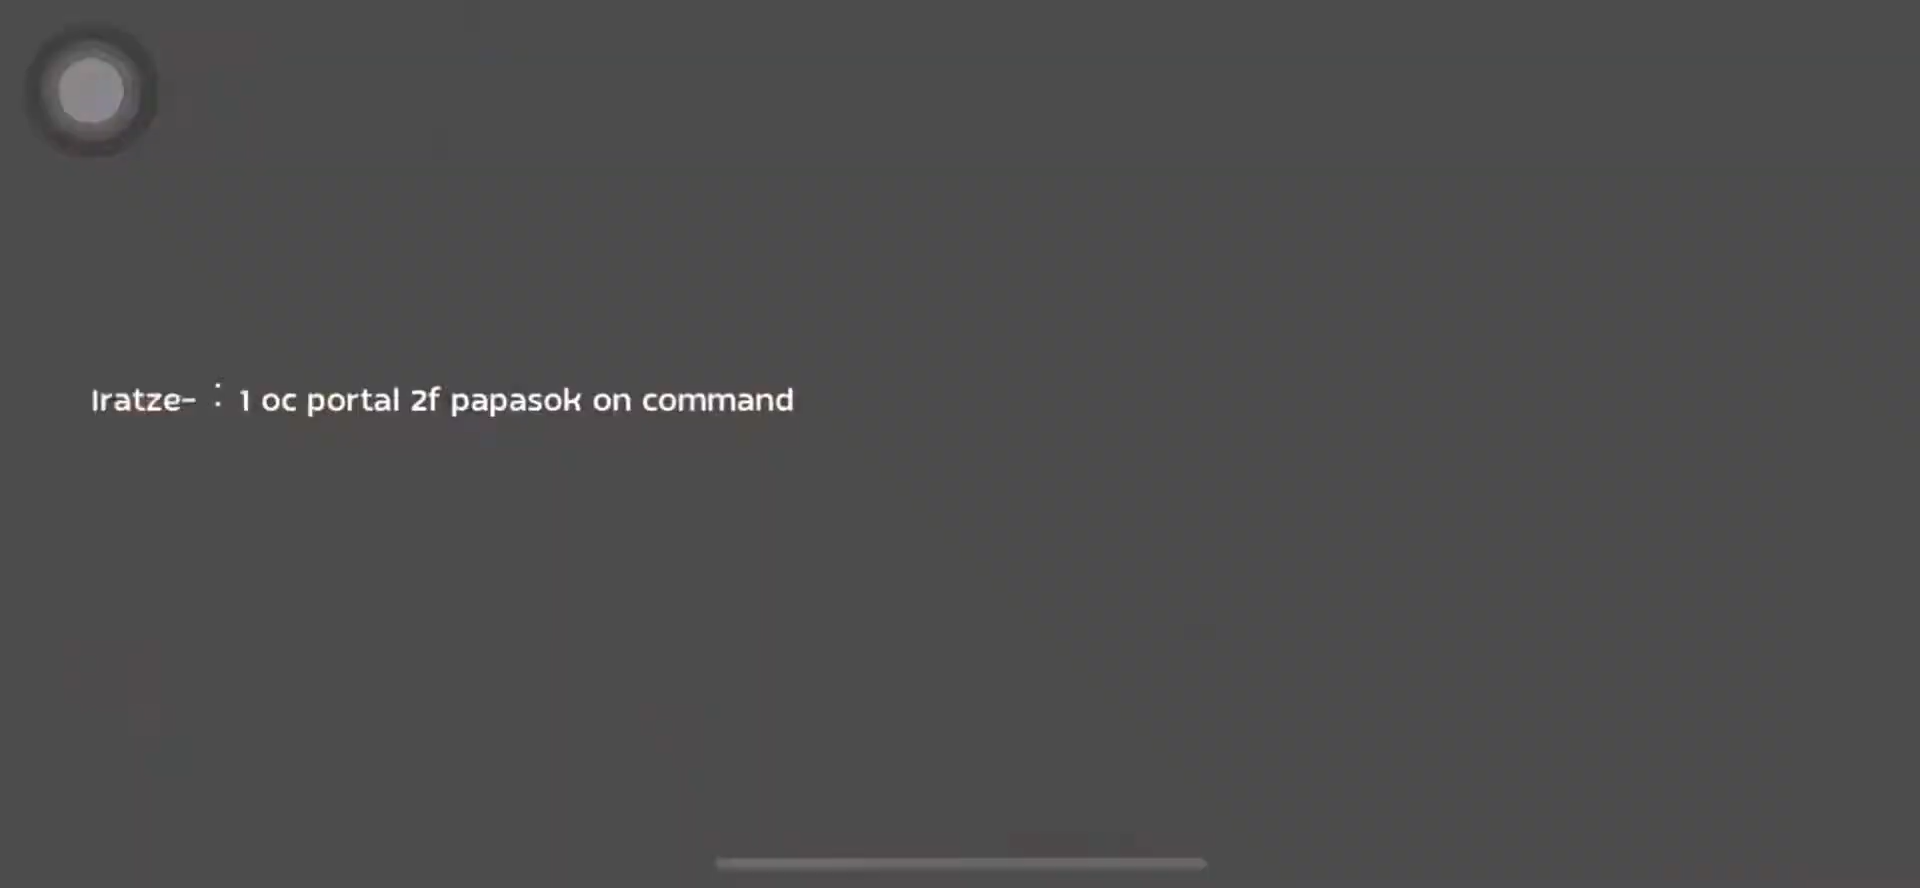 Iratze- : 1 oc portal 2f papasok on command